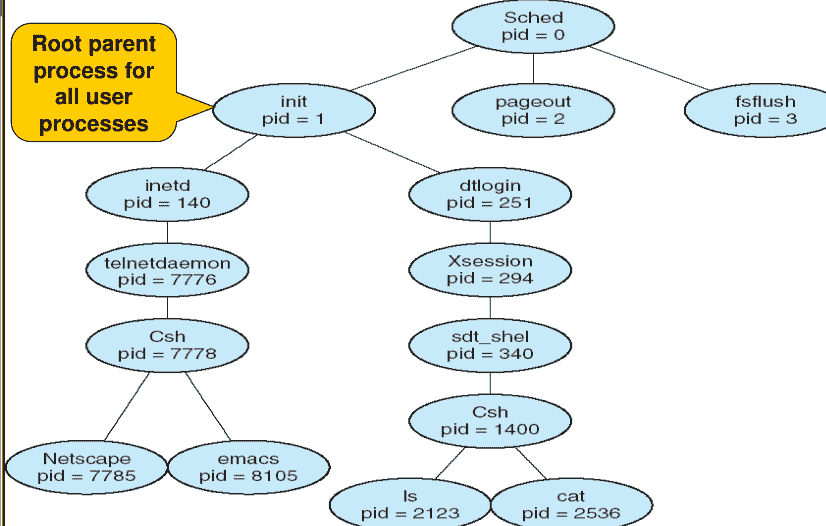 Sched
pid = 0
Root parent
process for
all user
processes
init
pid = 1
pageout
pid = 2
fsflush
pid = 3
inetd
pid = 140
dtlogin
pid = 251
telnetdaemon
pid = 7776
Xsession
pid = 294
Csh
pid = 7778
sdt_shel
pid = 340
Csh
pid = 1400
Netscape
pid = 7785
emacs
pid = 8105
ls
pid = 2123
cat
pid = 2536